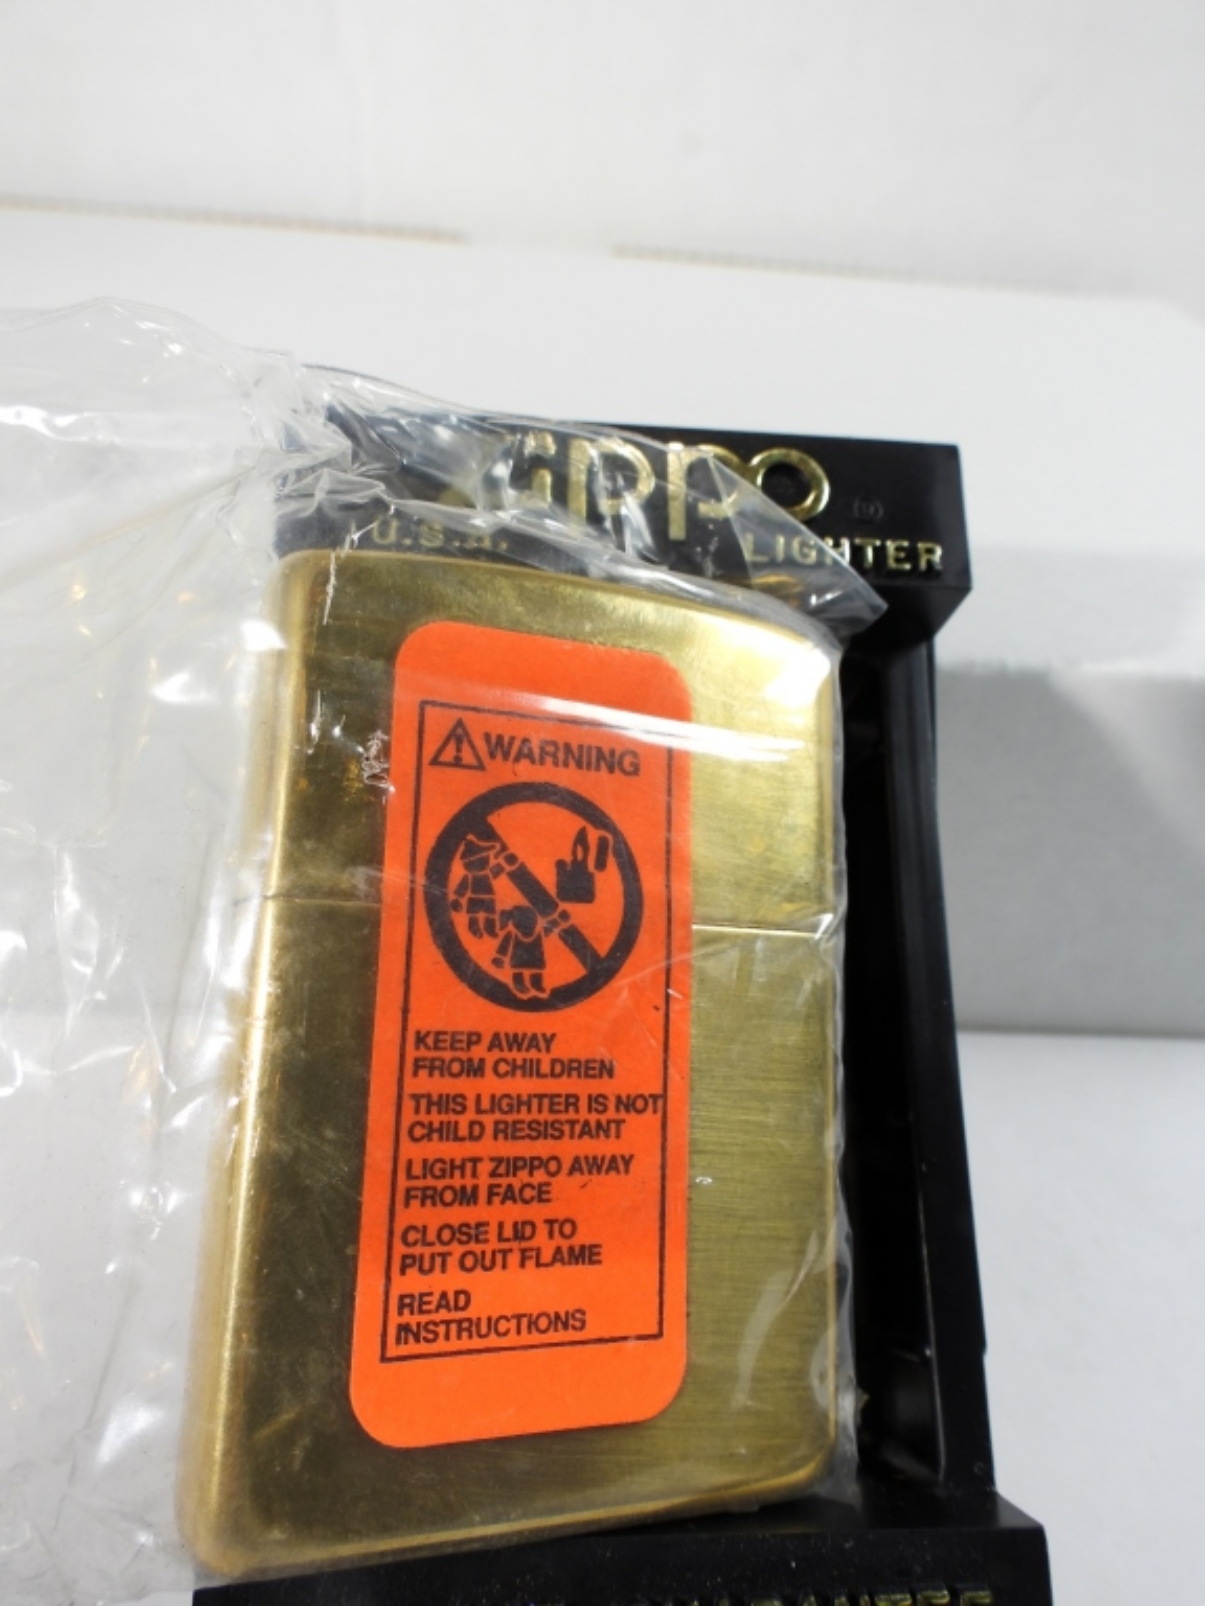 zippo ®
U.S.A. LIGHTER
WARNING
KEEP AWAY
FROM CHILDREN
THIS LIGHTER IS NOT
CHILD RESISTANT
LIGHT ZIPPO AWAY
FROM FACE
CLOSE LID TO
PUT OUT FLAME
READ
INSTRUCTIONS